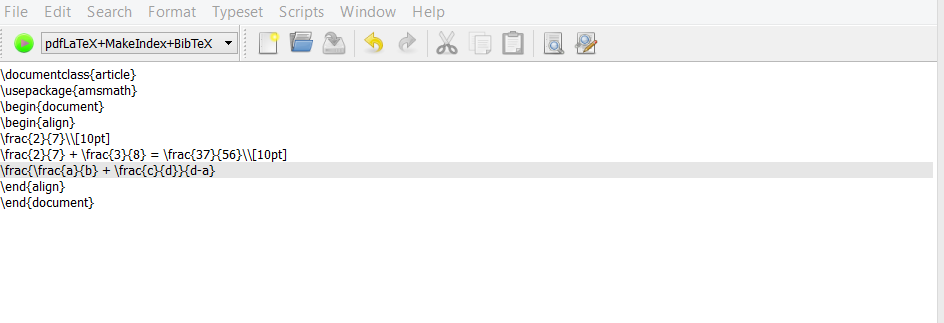 File Edit Search Format Typeset Scripts Window Help
pdfLaTeX+MakeIndex+BibTeX
\documentclass{article}
\usepackage{amsmath}
\begin{document}
\begin{align}
\frac{2}{7}\\[10pt]
\frac{2}{7} + \frac{3}{8} = \frac{37}{56}\\[10pt]
\frac{\frac{a}{b} + \frac{c}{d}}{d-a}
\end{align}
\end{document}